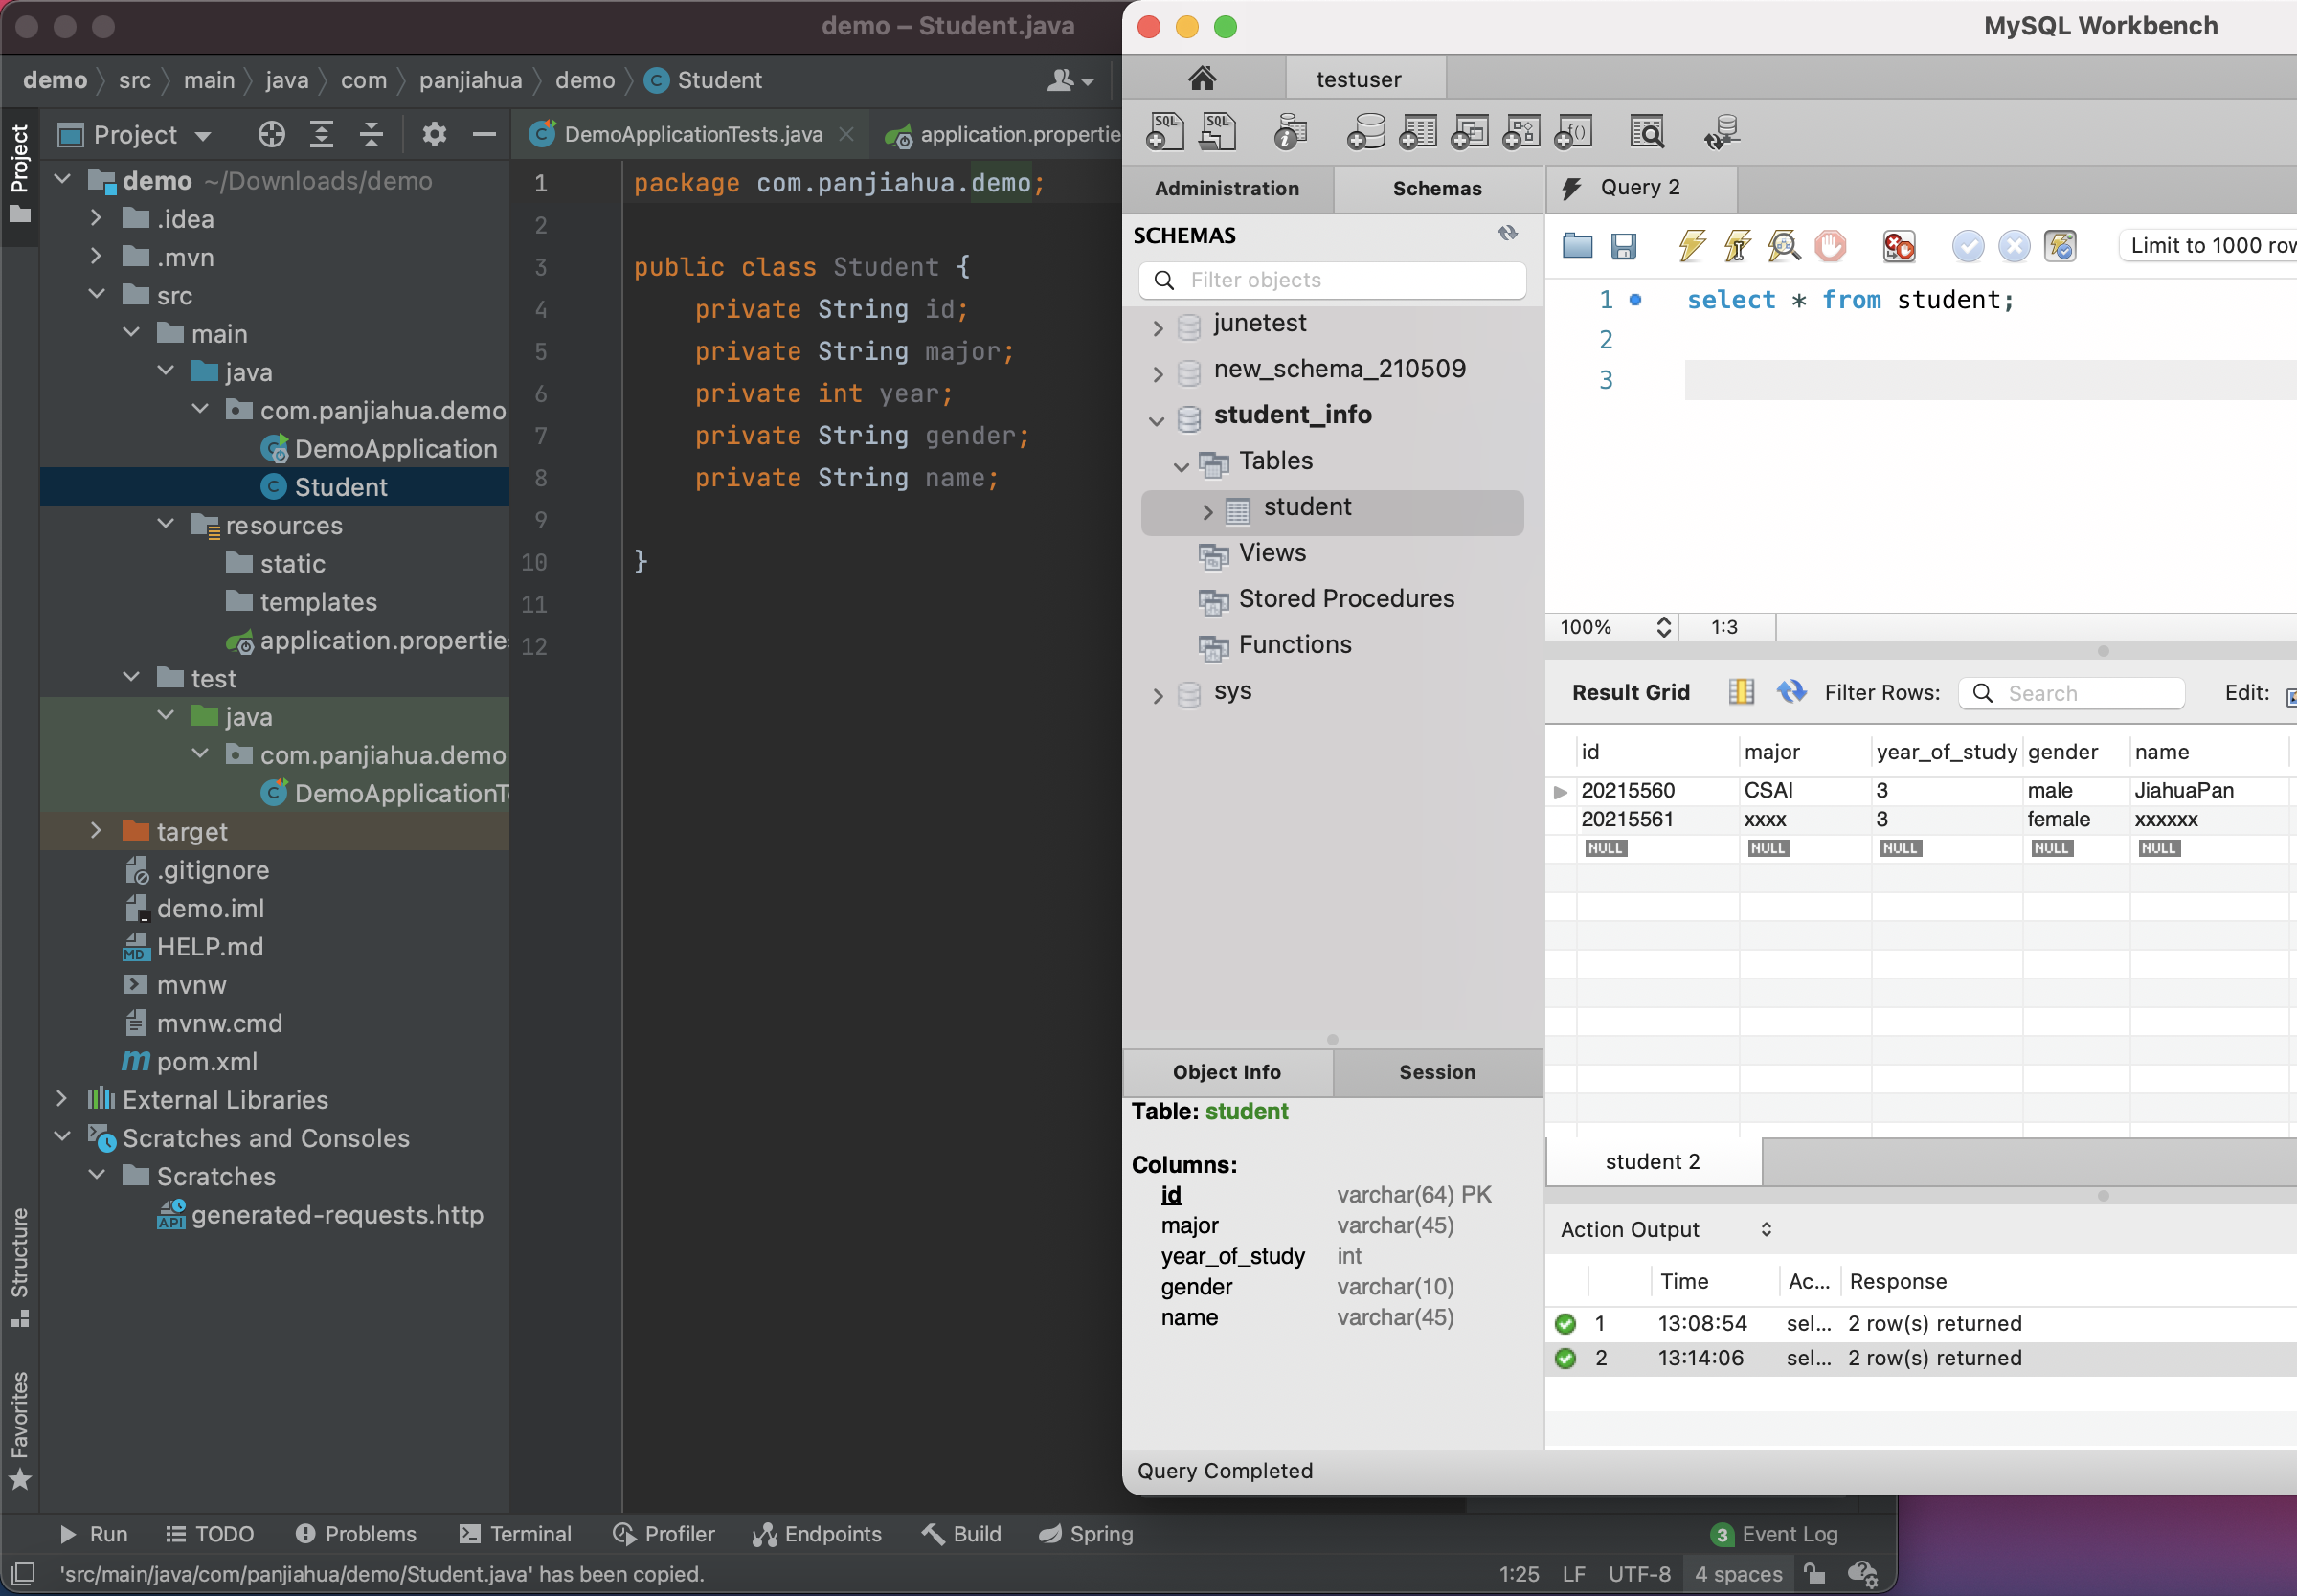 demo – Student.java
demo src main java com panjiahua demo Student
Project
Project
DemoApplicationTests.java
application.propertie
demo ~/Downloads/demo
.idea
.mvn
src
main
java
com.panjiahua.demo
DemoApplication
Student
resources
static
templates
application.propertie
test
java
com.panjiahua.demo
DemoApplicationT
target
.gitignore
demo.iml
HELP.md
mvnw
mvnw.cmd
pom.xml
External Libraries
Scratches and Consoles
Scratches
generated-requests.http
Structure
Favorites
1 package com.panjiahua.demo;
2
3 public class Student {
4 private String id;
5 private String major;
6 private int year;
7 private String gender;
8 private String name;
9
10 }
11
12
Run TODO Problems Terminal Profiler Endpoints Build Spring
3 Event Log
'src/main/java/com/panjiahua/demo/Student.java' has been copied.
1:25 LF UTF-8 4 spaces
MySQL Workbench
testuser
Administration Schemas
SCHEMAS
Filter objects
junetest
new_schema_210509
student_info
Tables
student
Views
Stored Procedures
Functions
sys
Object Info Session
Table: student
Columns:
id varchar(64) PK
major varchar(45)
year_of_study int
gender varchar(10)
name varchar(45)
Query 2
Limit to 1000 row
1 select * from student;
2
3
100% 1:3
Result Grid Filter Rows: Search Edit:
id major year_of_study gender name
20215560 CSAI 3 male JiahuaPan
20215561 xxxx 3 female xxxxxx
NULL NULL NULL NULL NULL
student 2
Action Output
Time Ac... Response
1 13:08:54 sel... 2 row(s) returned
2 13:14:06 sel... 2 row(s) returned
Query Completed